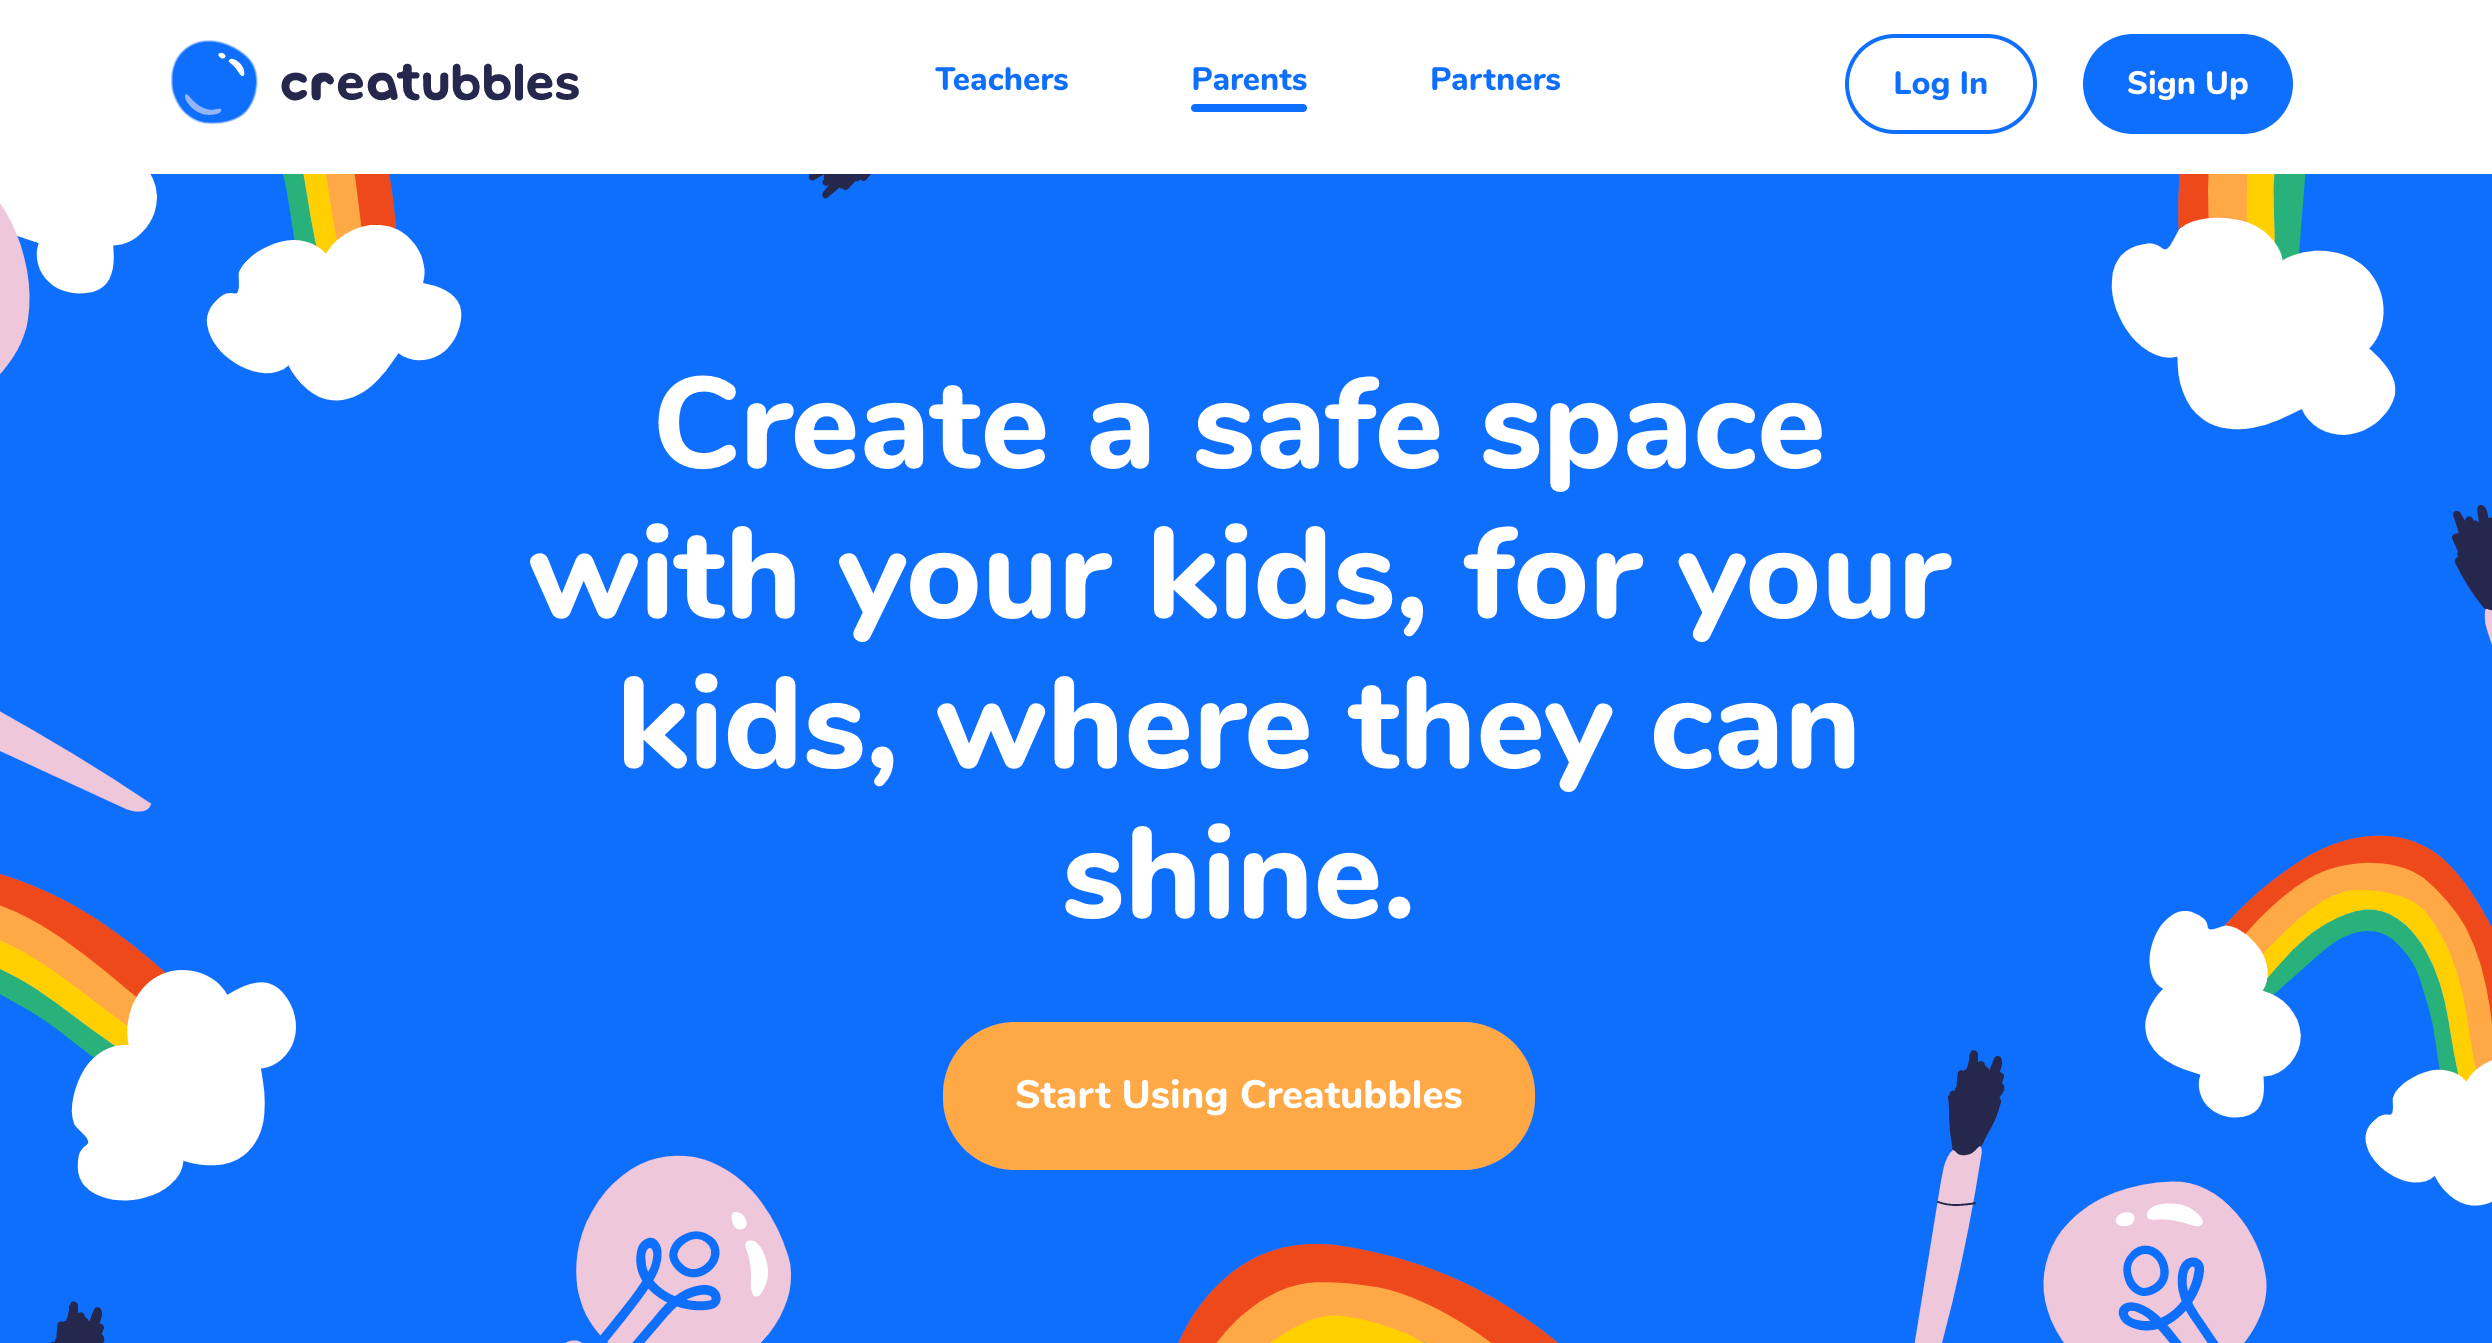 creatubbles
Teachers
Parents
Partners
Log In
Sign Up
Create a safe space
with your kids, for your
kids, where they can
shine.
Start Using Creatubbles